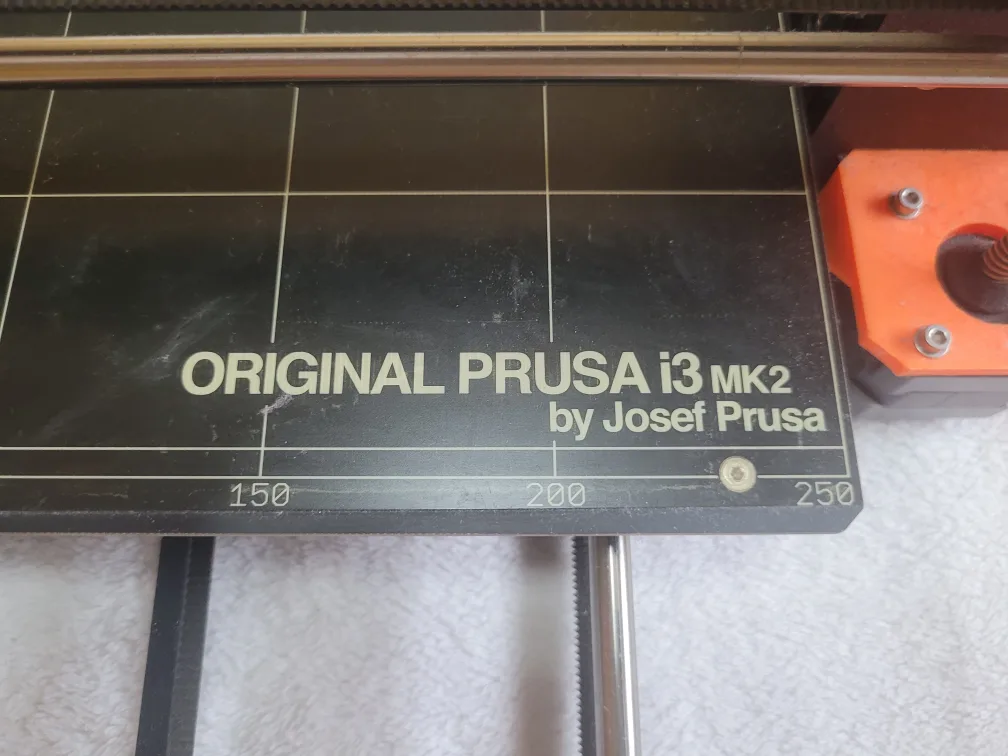 ORIGINAL PRUSA i3 MK2
by Josef Prusa
150 200 250